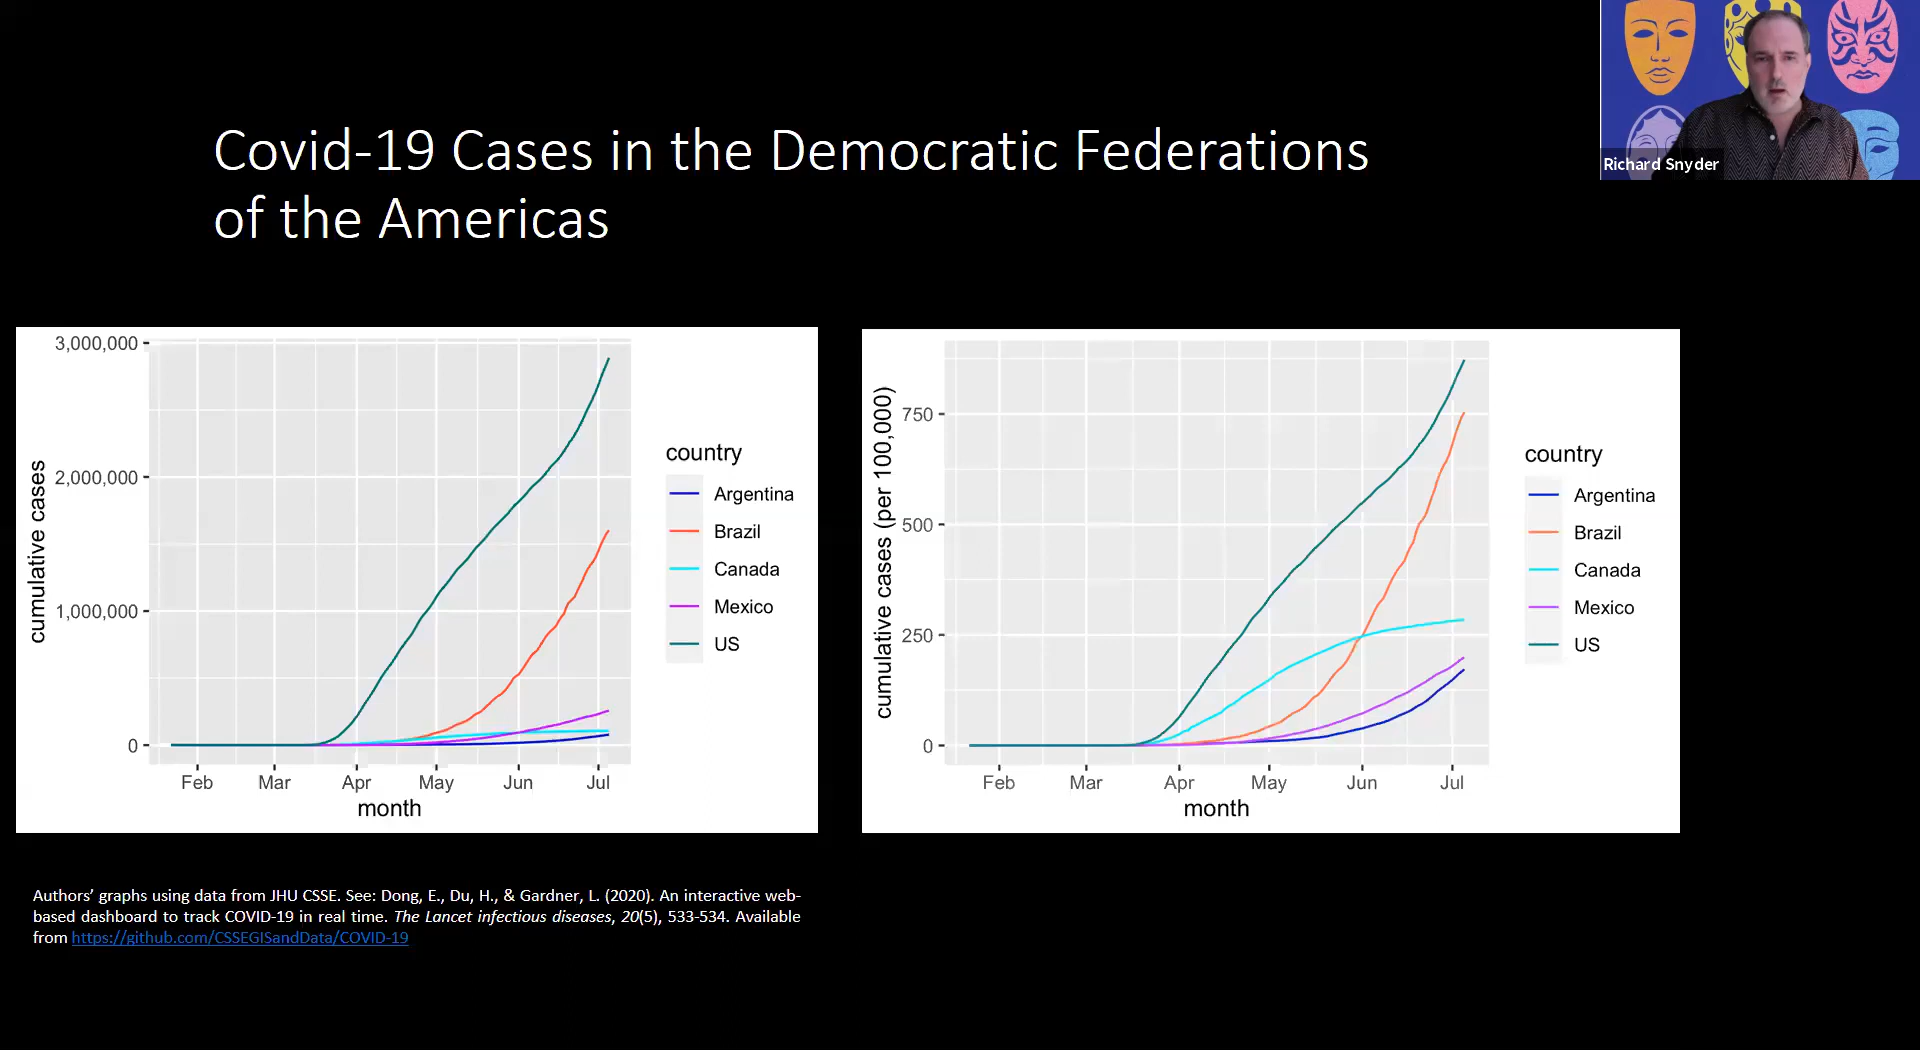 Covid-19 Cases in the Democratic Federations
of the Americas
Richard Snyder
3,000,000
2,000,000
1,000,000
0
cumulative cases
Feb Mar Apr May Jun Jul
month
country
Argentina
Brazil
Canada
Mexico
US
750
500
250
0
cumulative cases (per 100,000)
Feb Mar Apr May Jun Jul
month
country
Argentina
Brazil
Canada
Mexico
US
Authors’ graphs using data from JHU CSSE. See: Dong, E., Du, H., & Gardner, L. (2020). An interactive web-
based dashboard to track COVID-19 in real time. The Lancet infectious diseases, 20(5), 533-534. Available
from https://github.com/CSSEGISandData/COVID-19